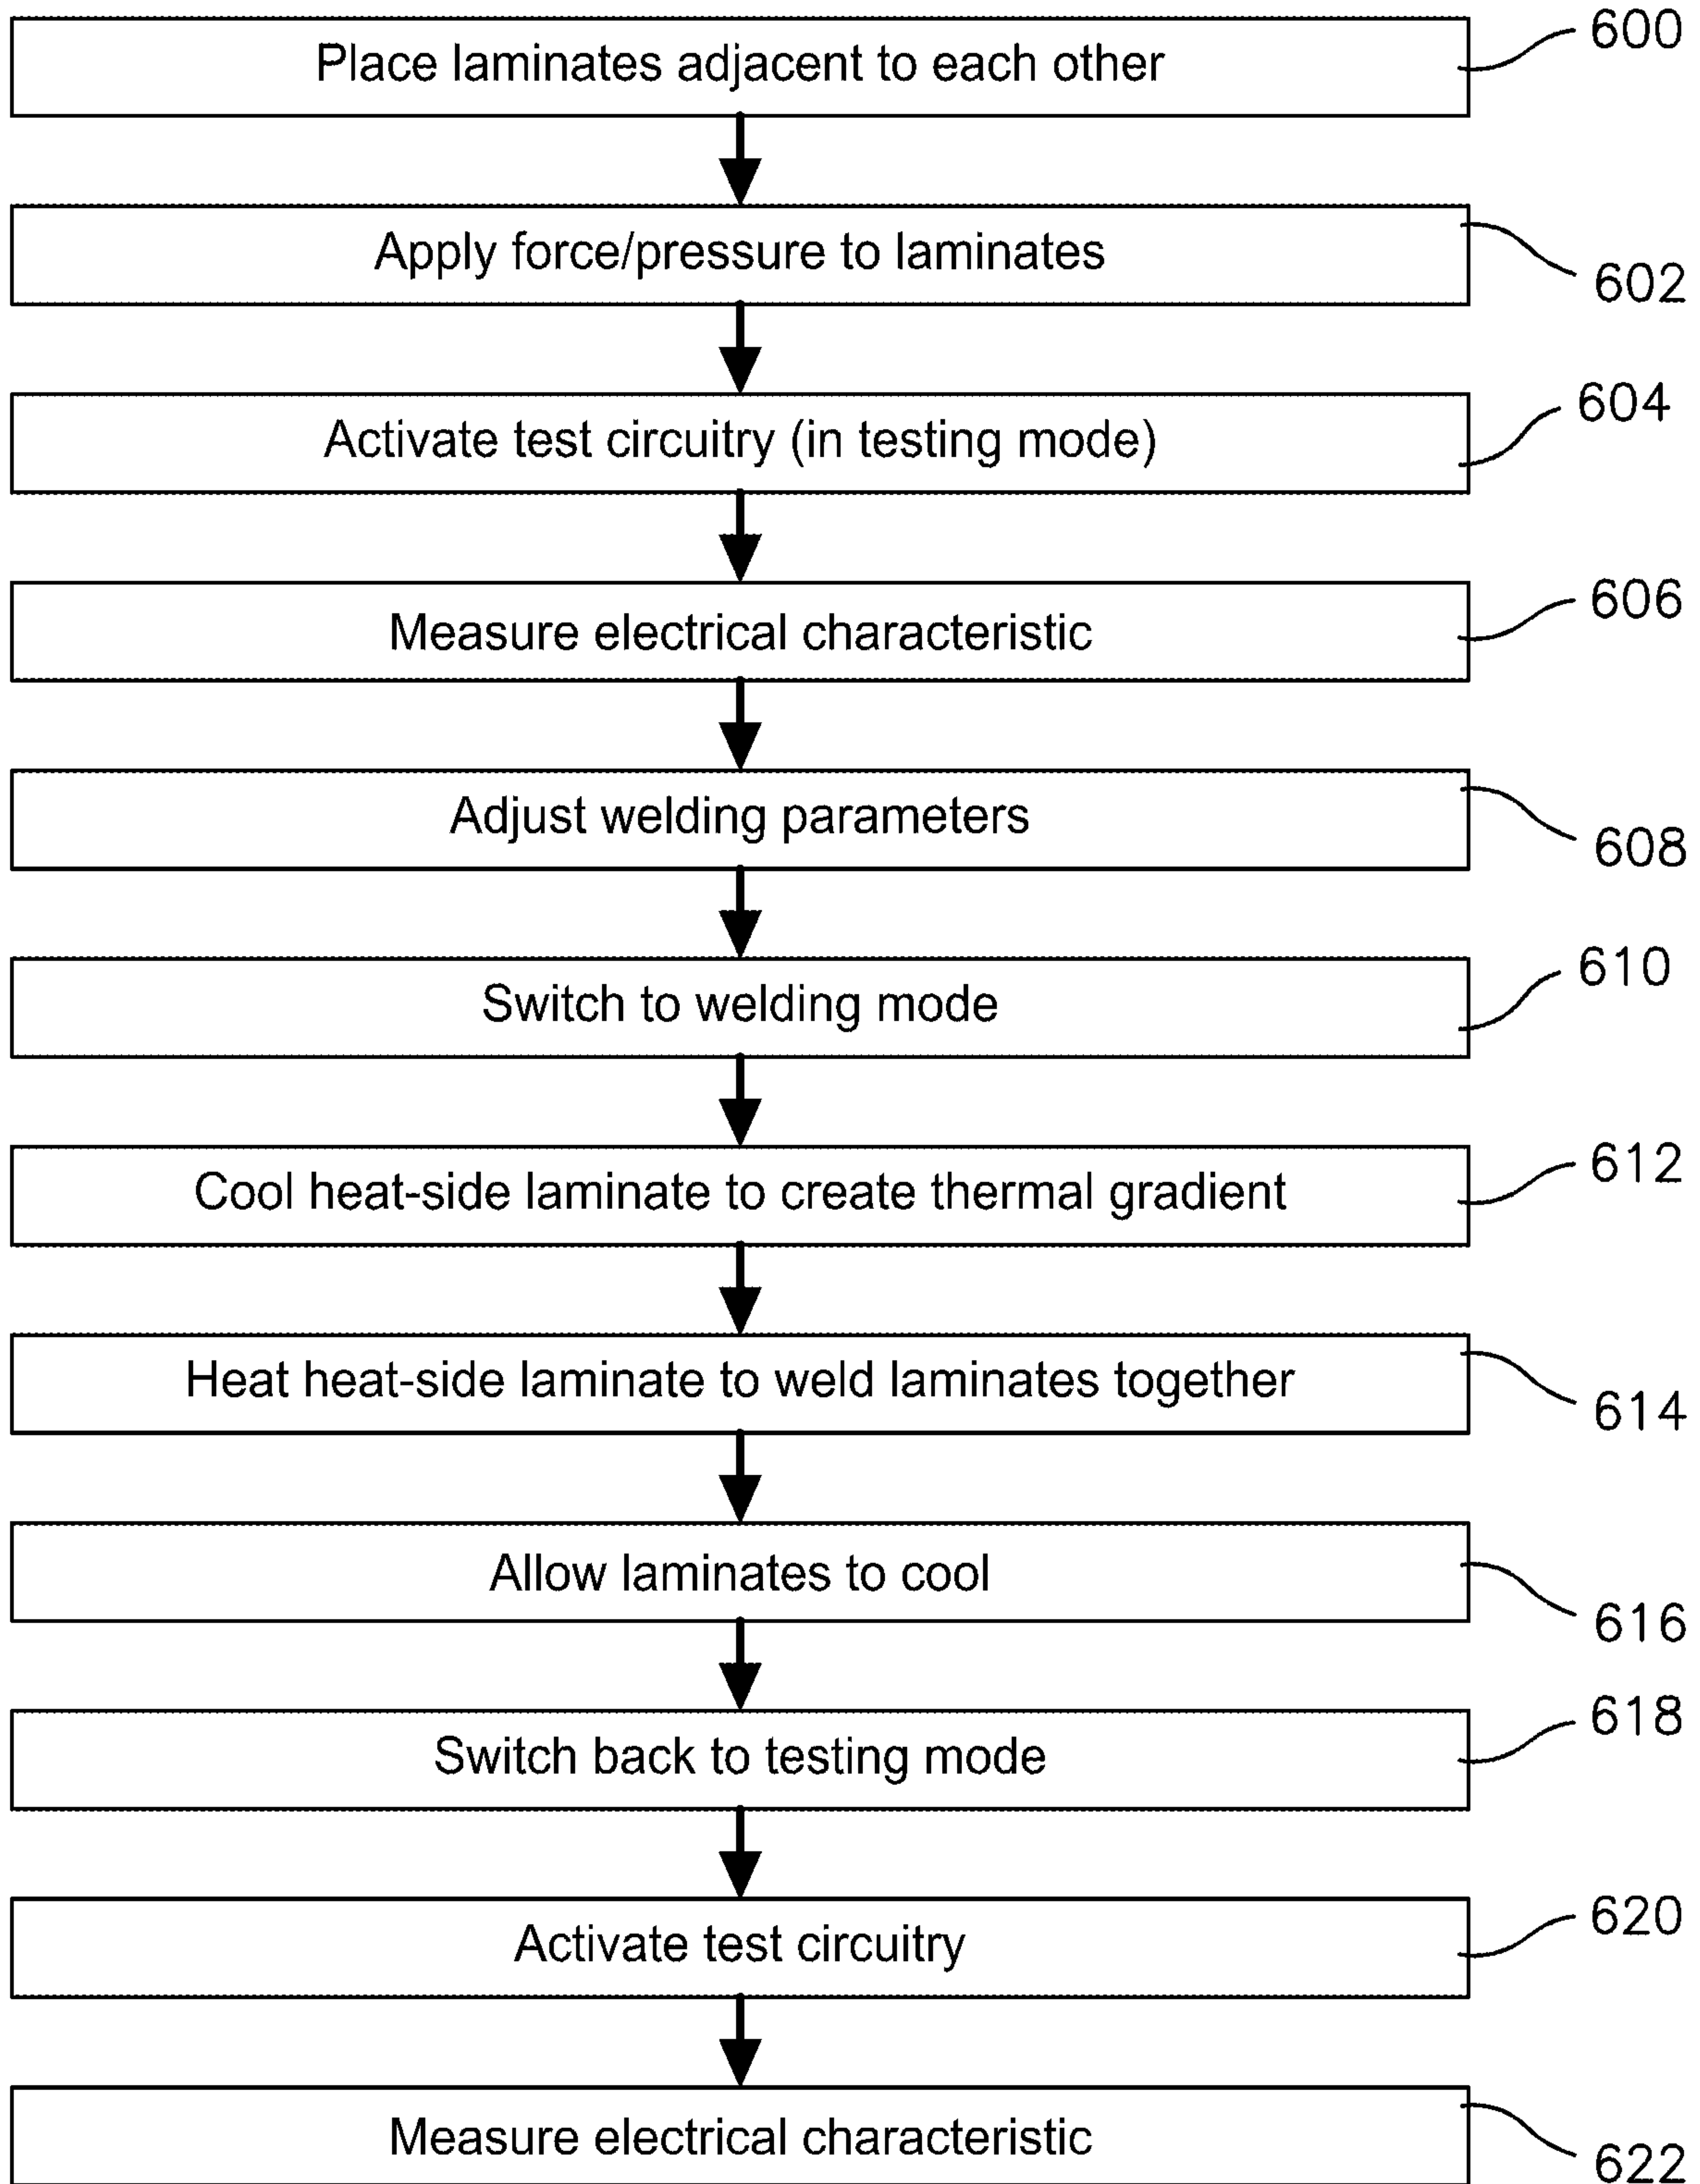 Place laminates adjacent to each other
600
Apply force/pressure to laminates
602
Activate test circuitry (in testing mode)
604
Measure electrical characteristic
606
Adjust welding parameters
608
Switch to welding mode
610
Cool heat-side laminate to create thermal gradient
612
Heat heat-side laminate to weld laminates together
614
Allow laminates to cool
616
Switch back to testing mode
618
Activate test circuitry
620
Measure electrical characteristic
622